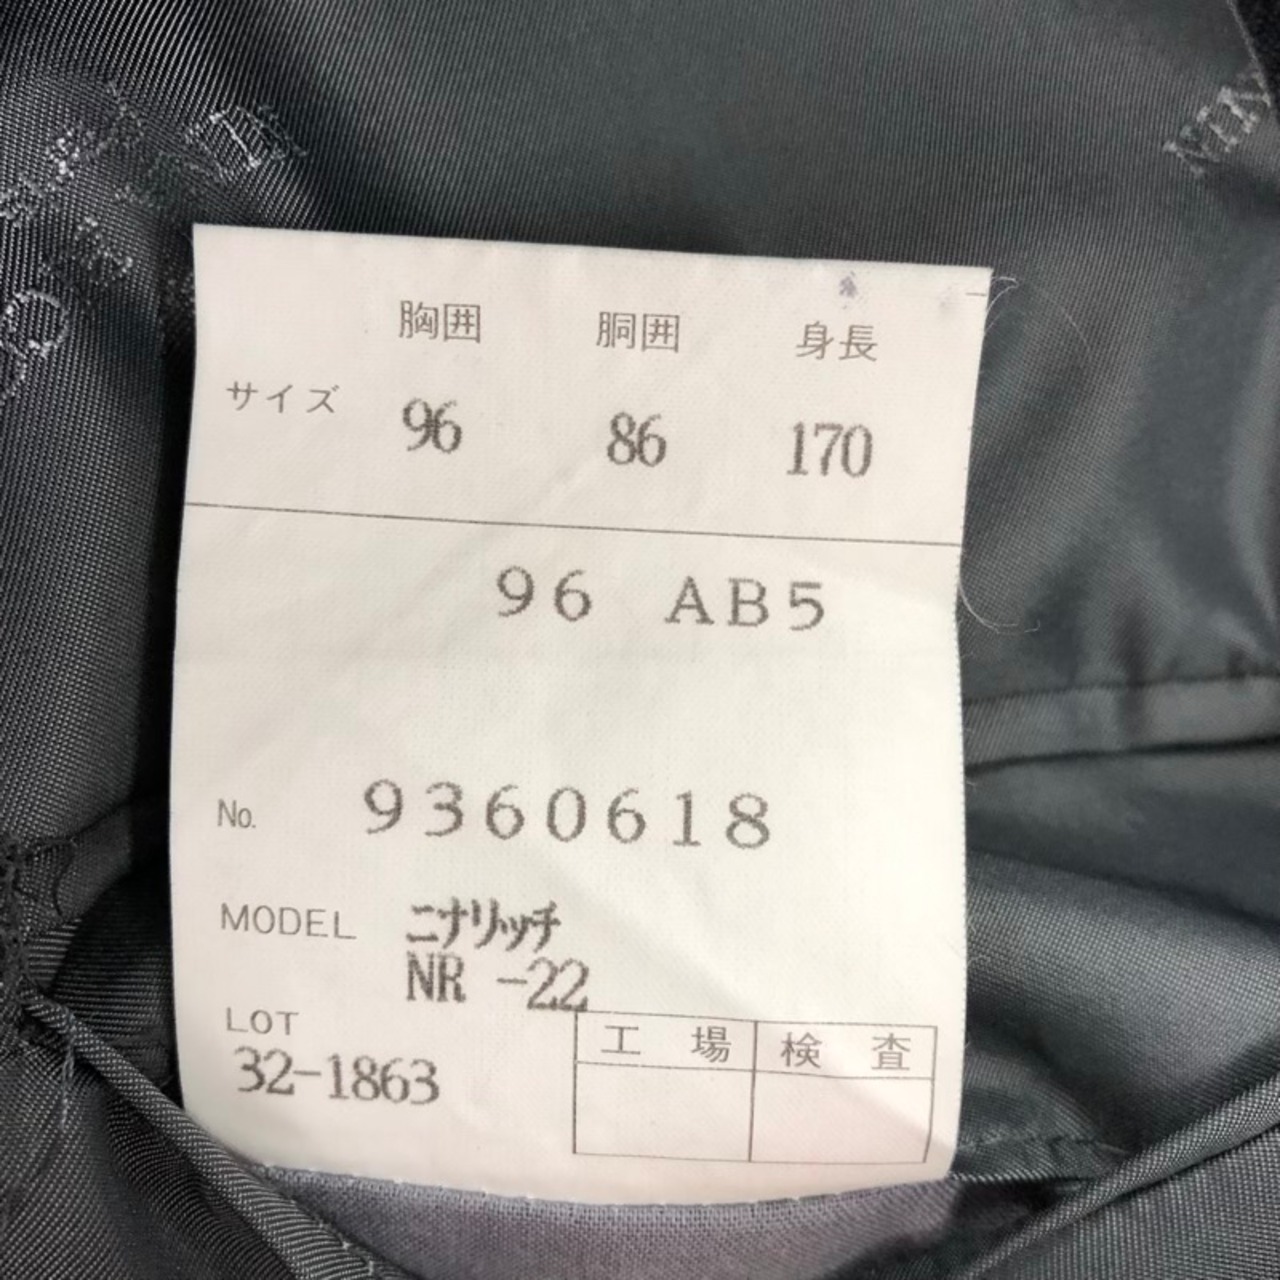 胸囲 胴囲 身長
サイズ 96 86 170
96 AB5
No. 9360618
MODEL ニナリッチ
NR -22
LOT
32-1863
工場 検査
NIN